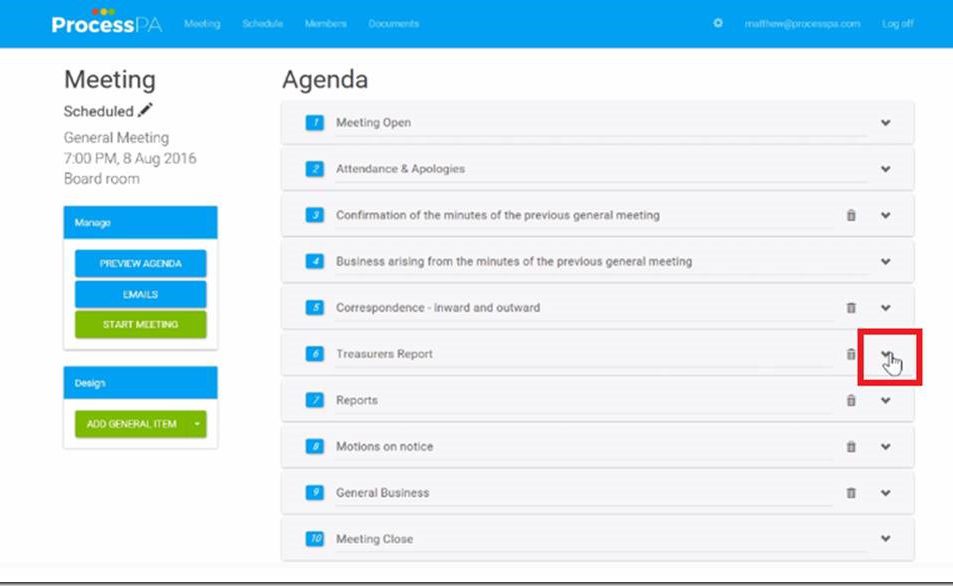 ProcessPA Meeting Schedule Members Documents matthew@processpa.com Log off
Meeting
Scheduled
General Meeting
7:00 PM, 8 Aug 2016
Board room
Manage
PREVIEW AGENDA
EMAILS
START MEETING
Design
ADD GENERAL ITEM
Agenda
1 Meeting Open
2 Attendance & Apologies
3 Confirmation of the minutes of the previous general meeting
4 Business arising from the minutes of the previous general meeting
5 Correspondence - inward and outward
6 Treasurers Report
7 Reports
8 Motions on notice
9 General Business
10 Meeting Close